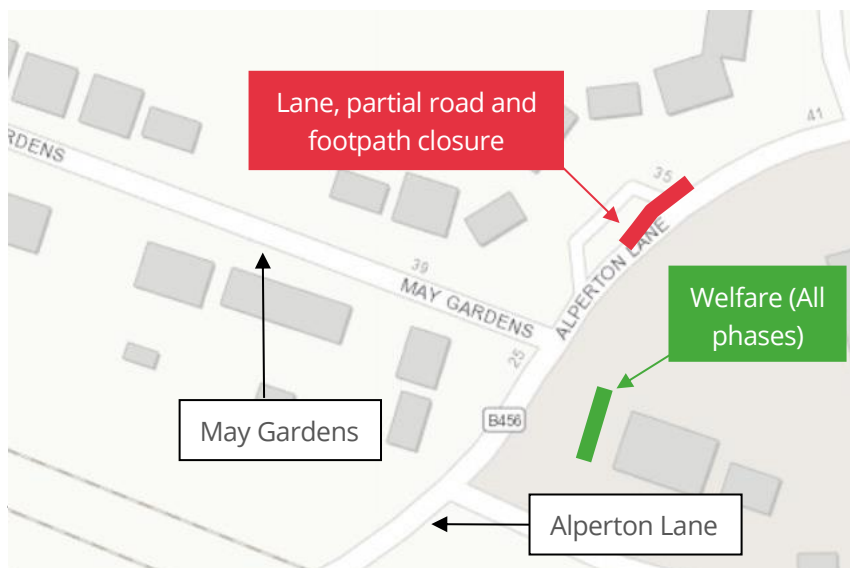 Lane, partial road and
footpath closure
41
35
RDENS
39
MAY GARDENS
ALPERTON LANE
Welfare (All
phases)
25
B456
May Gardens
Alperton Lane